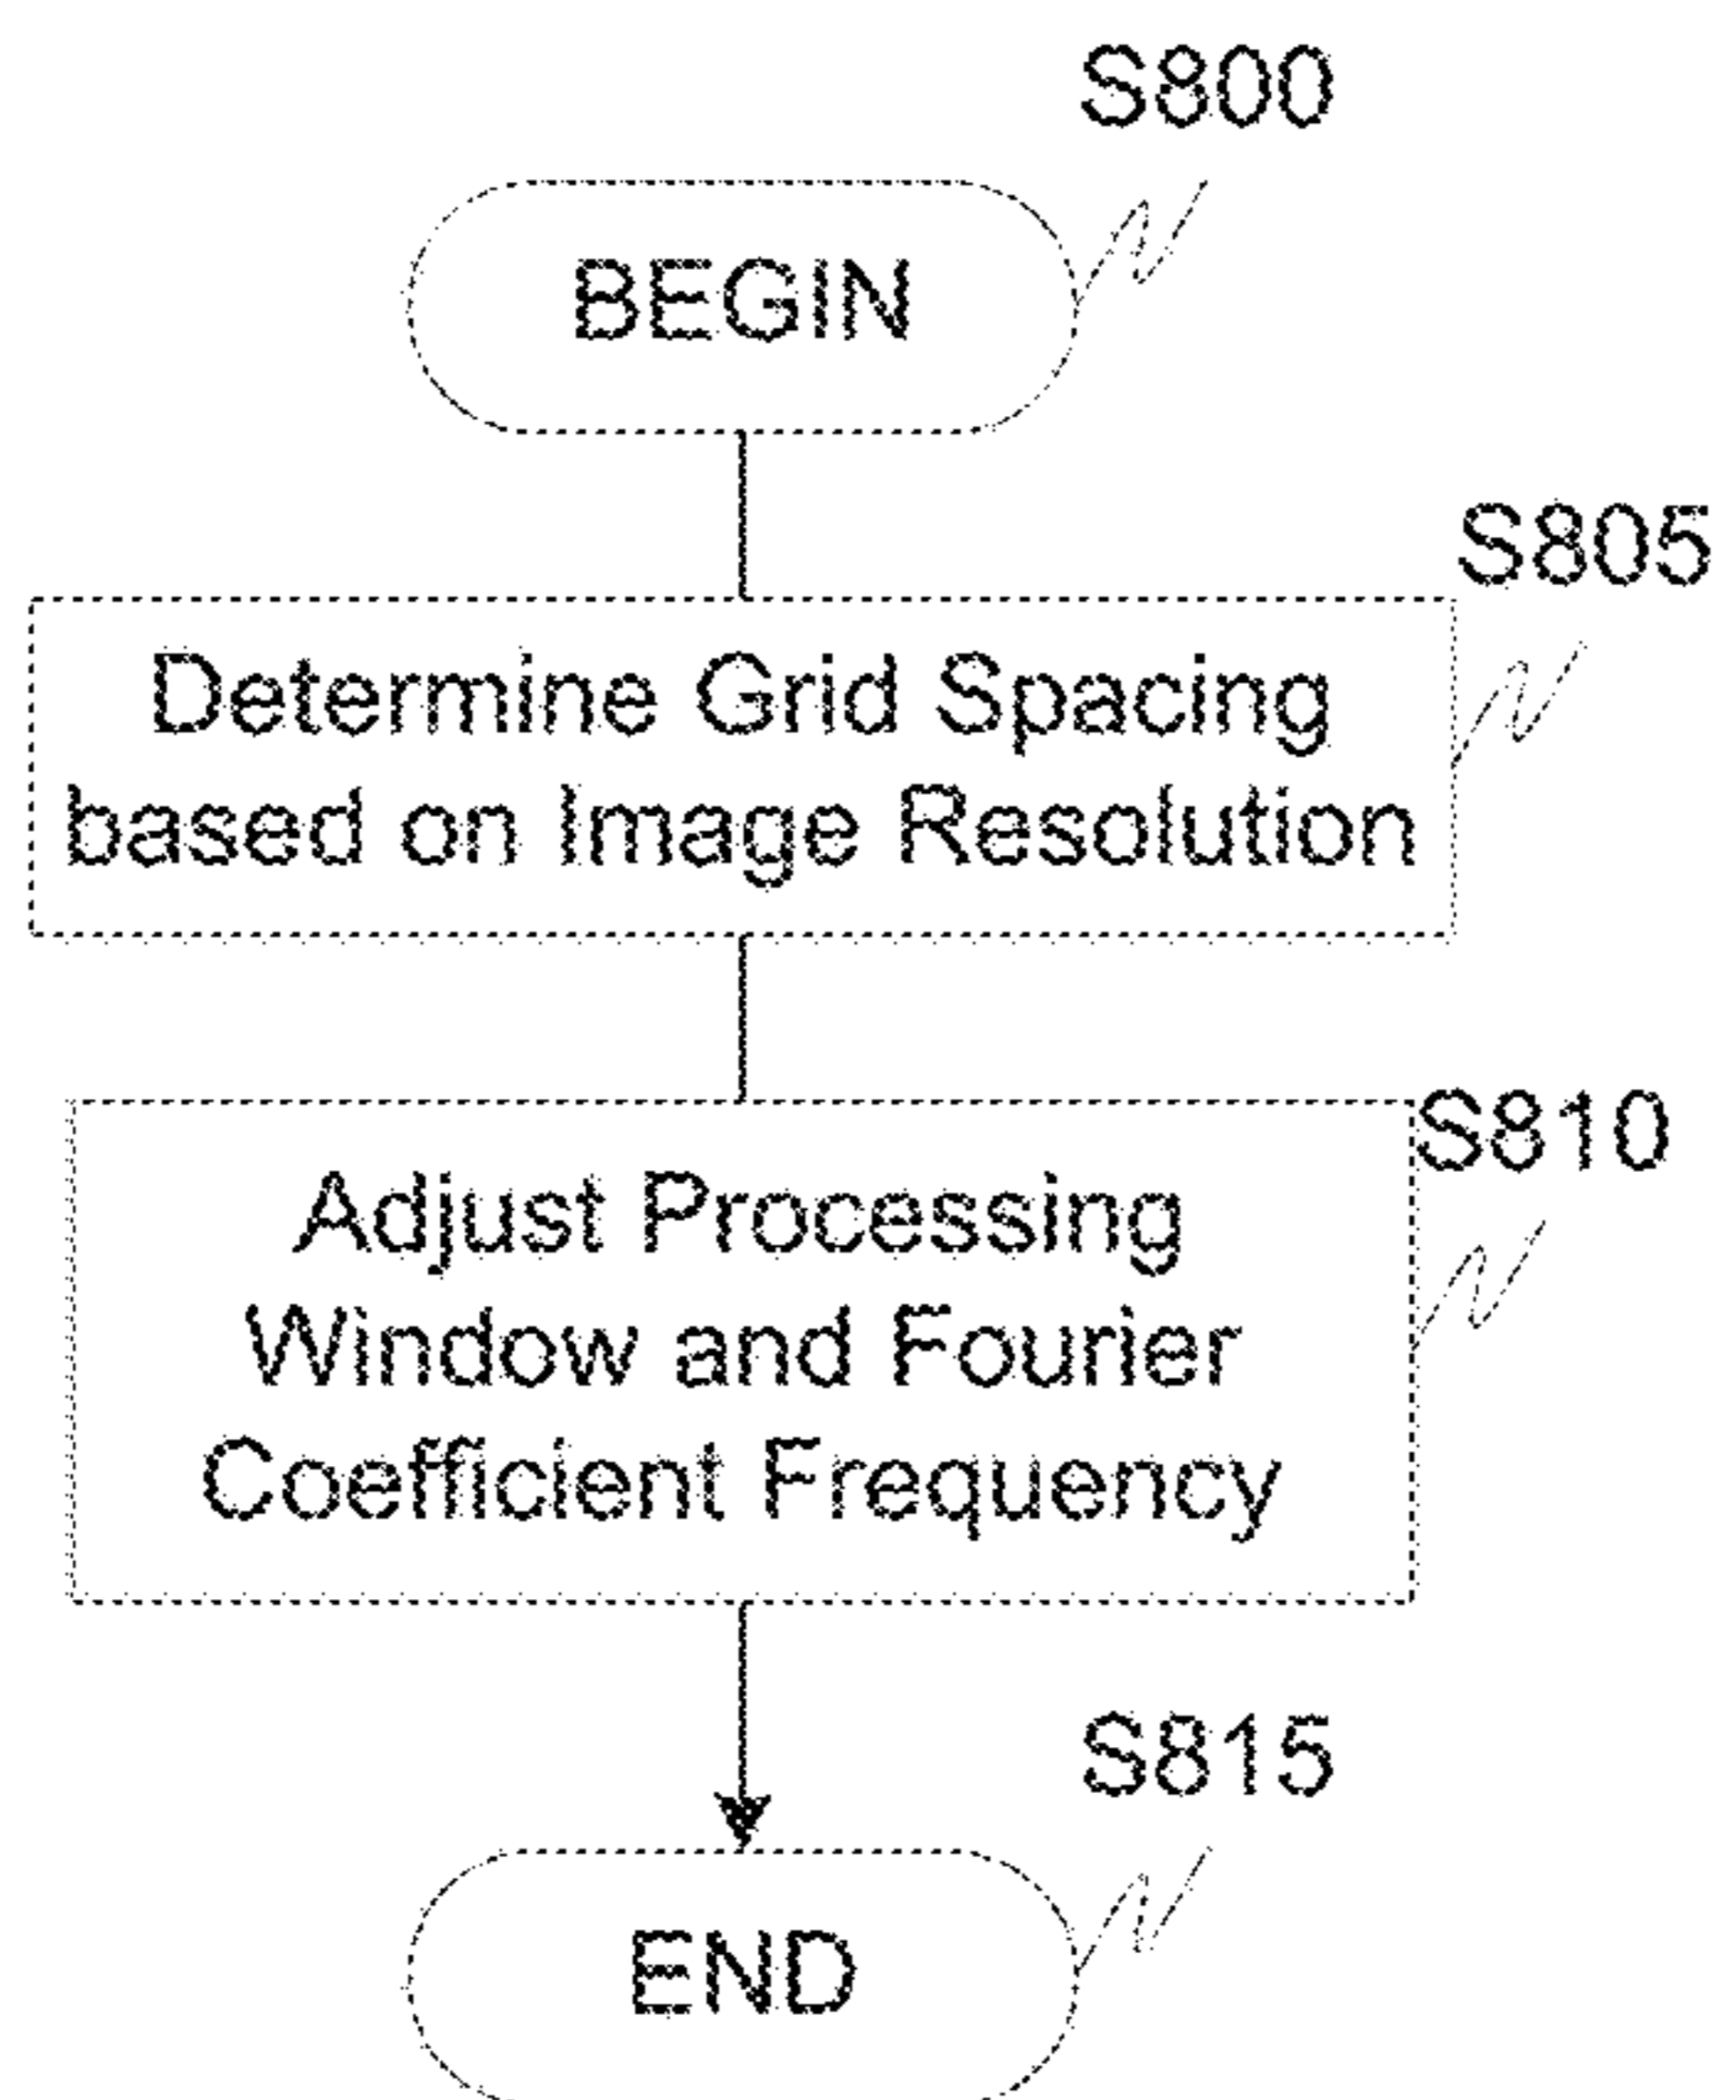 S800
BEGIN
S805
Determine Grid Spacing
based on Image Resolution
S810
Adjust Processing
Window and Fourier
Coefficient Frequency
S815
END